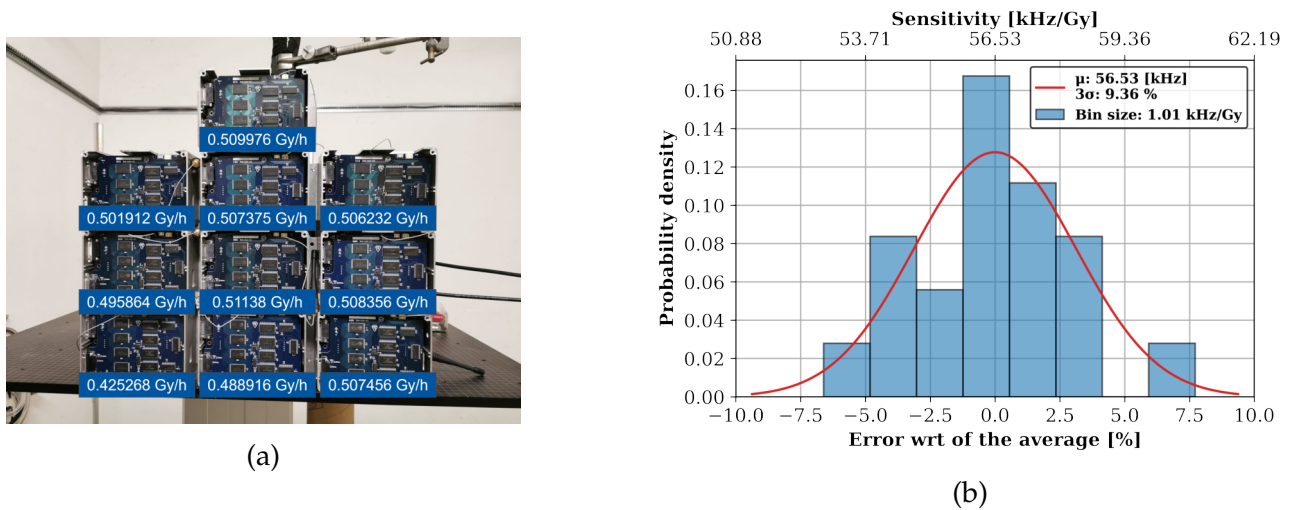 0.509976 Gy/h
0.501912 Gy/h 0.507375 Gy/h 0.506232 Gy/h
0.495864 Gy/h 0.51138 Gy/h 0.508356 Gy/h
0.425268 Gy/h 0.488916 Gy/h 0.507456 Gy/h
(a)
Sensitivity [kHz/Gy]
50.88 53.71 56.53 59.36 62.19
μ: 56.53 [kHz]
3σ: 9.36 %
Bin size: 1.01 kHz/Gy
Probability density
0.16
0.14
0.12
0.10
0.08
0.06
0.04
0.02
0.00
−10.0 −7.5 −5.0 −2.5 0.0 2.5 5.0 7.5 10.0
Error wrt of the average [%]
(b)